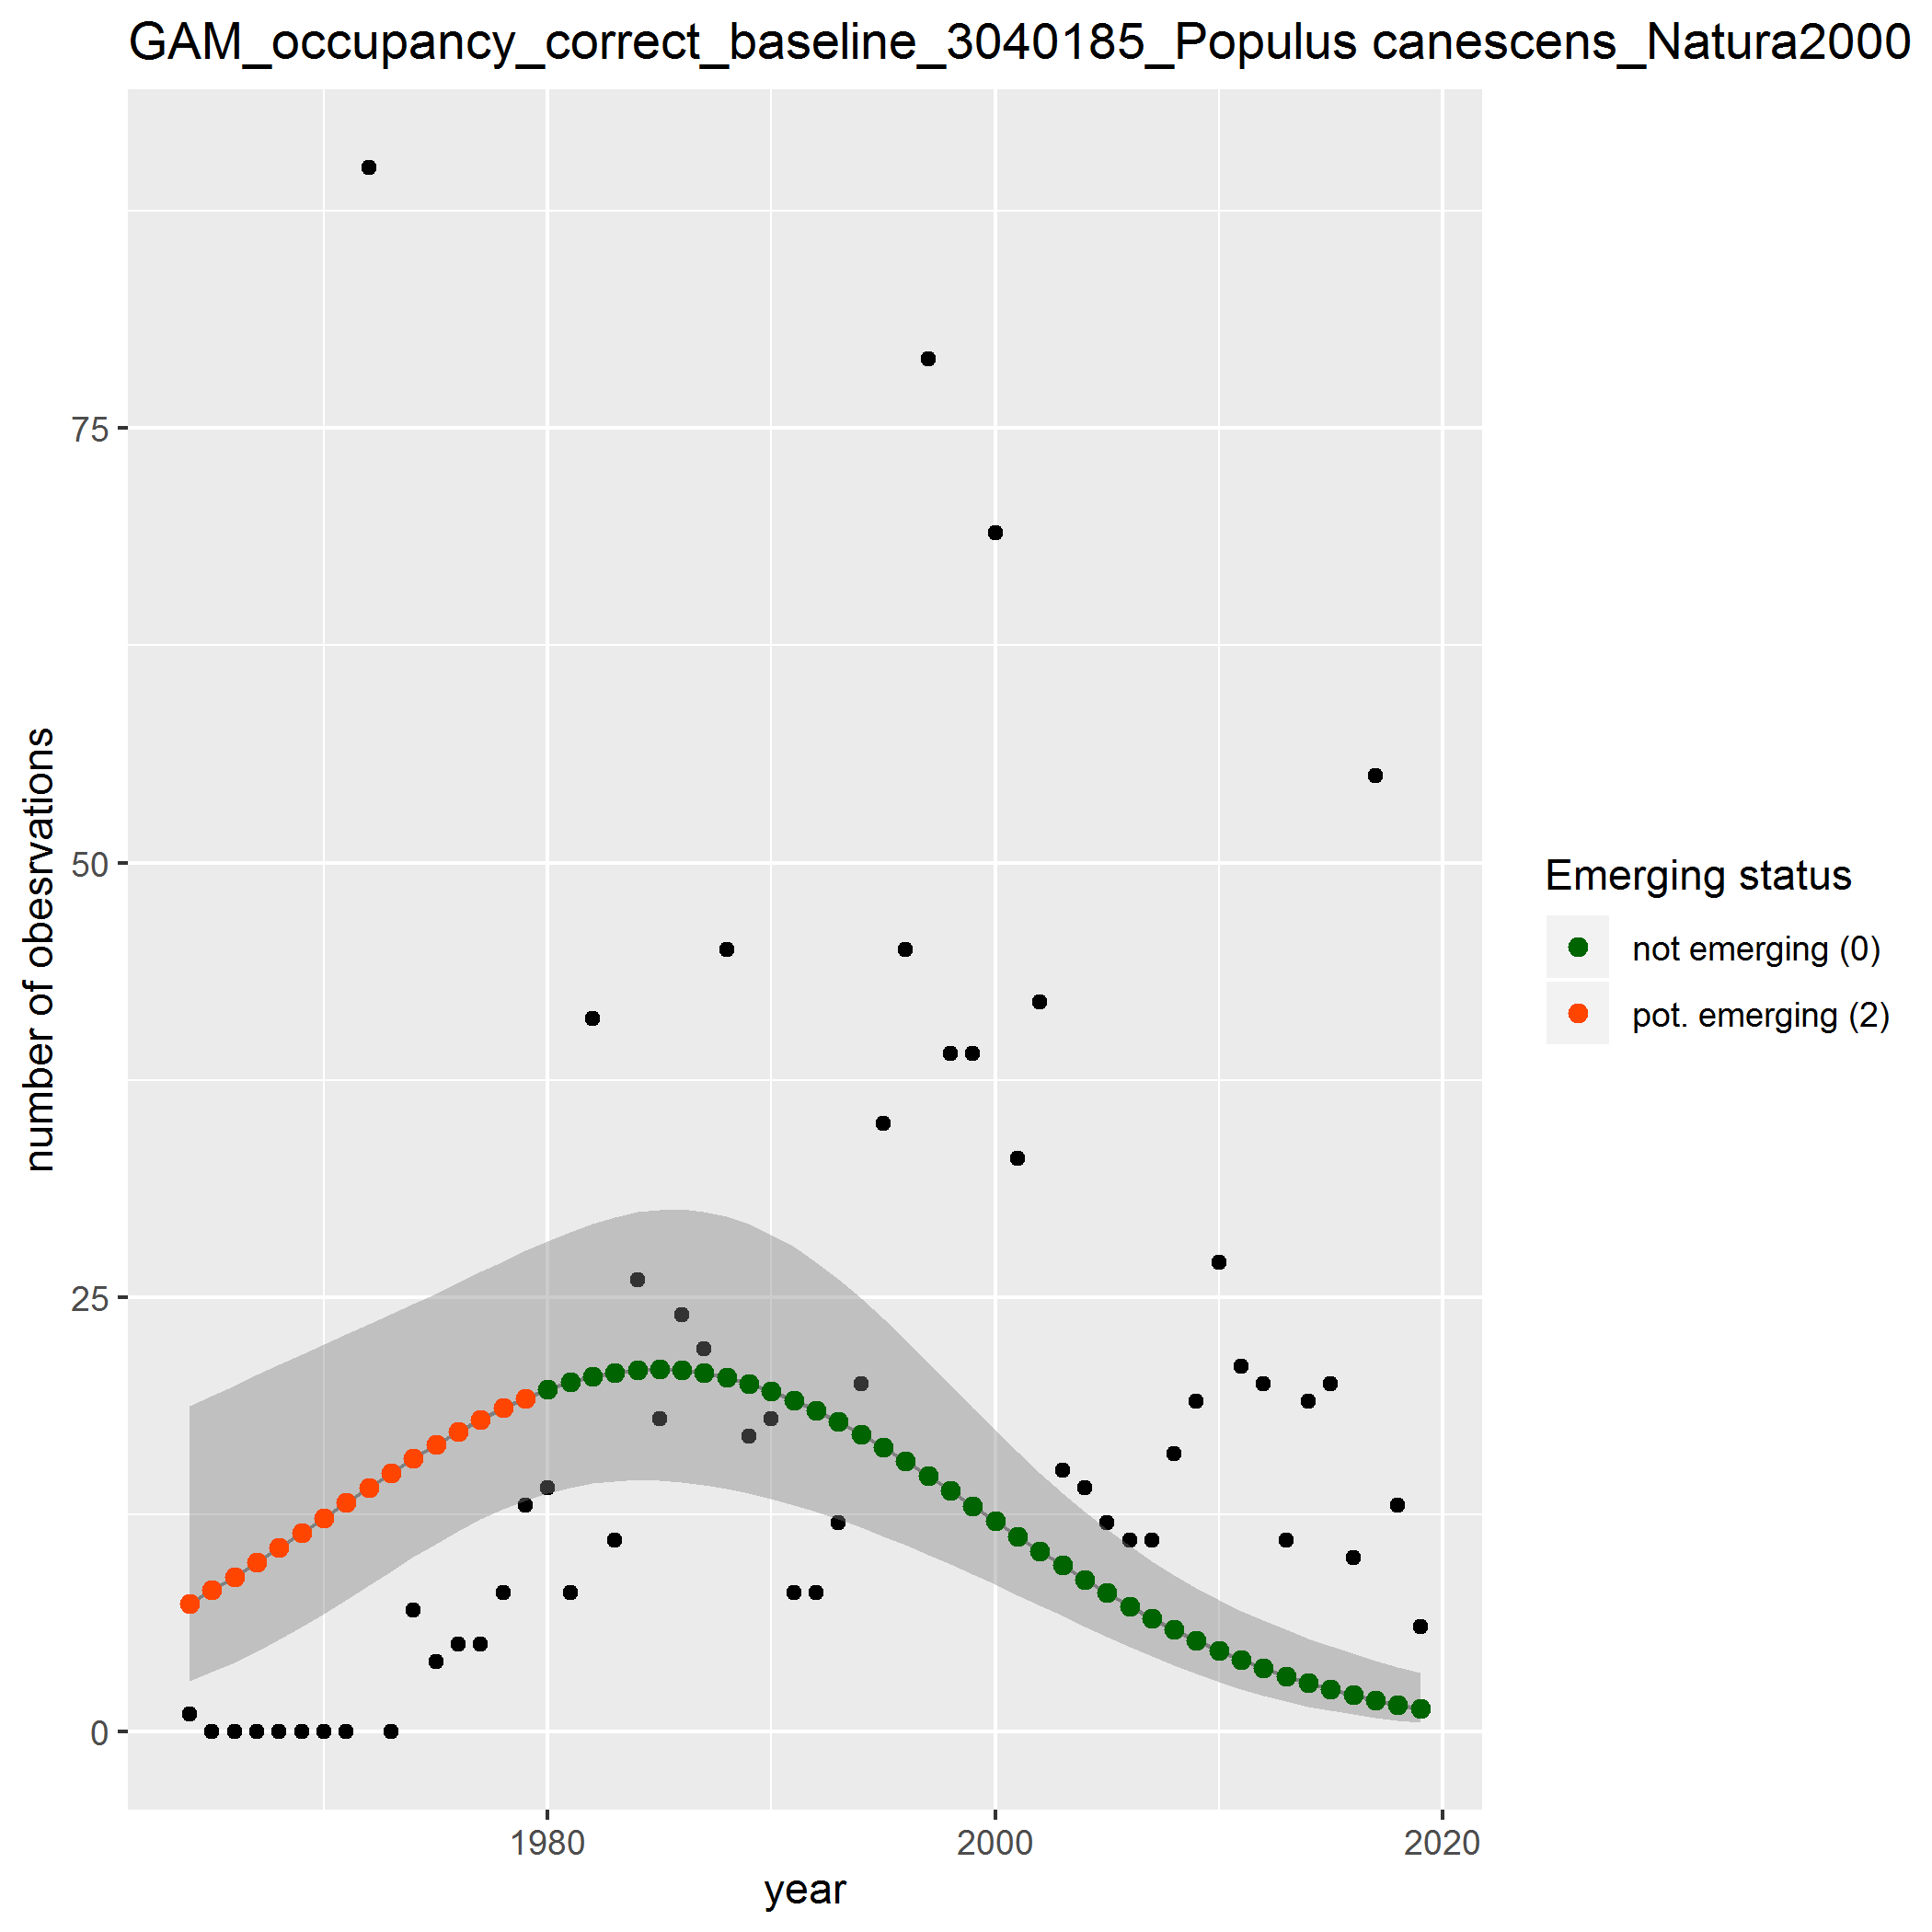 GAM_occupancy_correct_baseline_3040185_Populus canescens_Natura2000
number of obesrvations
75
50
25
0
1980
2000
2020
year
Emerging status
not emerging (0)
pot. emerging (2)